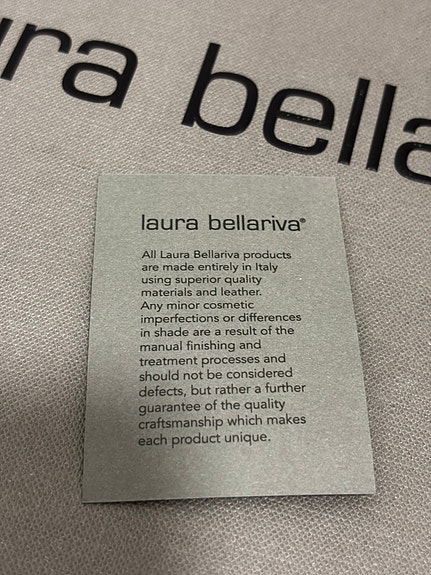 ura bella
laura bellariva®
All Laura Bellariva products
are made entirely in Italy
using superior quality
materials and leather.
Any minor cosmetic
imperfections or differences
in shade are a result of the
manual finishing and
treatment processes and
should not be considered
defects, but rather a further
guarantee of the quality
craftsmanship which makes
each product unique.